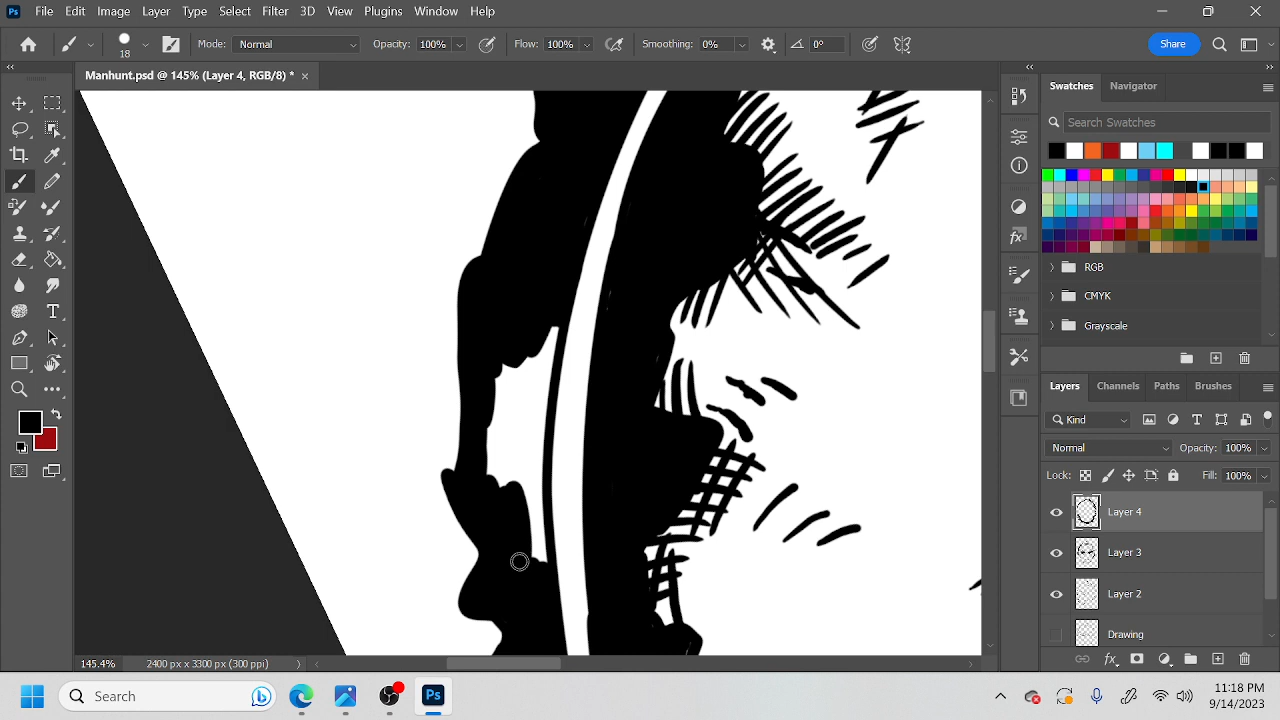 Ps File Edit Image Layer Type Select Filter 3D View Plugins Window Help
18 Mode: Normal Opacity: 100% Flow: 100% Smoothing: 0% 0° Share
Manhunt.psd @ 145% (Layer 4, RGB/8) *
Swatches Navigator
Search Swatches
RGB
CMYK
Layers Channels Paths Brushes
Kind
Normal Opacity: 100%
Lock: Fill: 100%
Layer 4
Layer 3
Layer 2
Drawing
145.4% 2400 px x 3300 px (300 ppi)
Search Ps 11:18 PM
9/24/2023